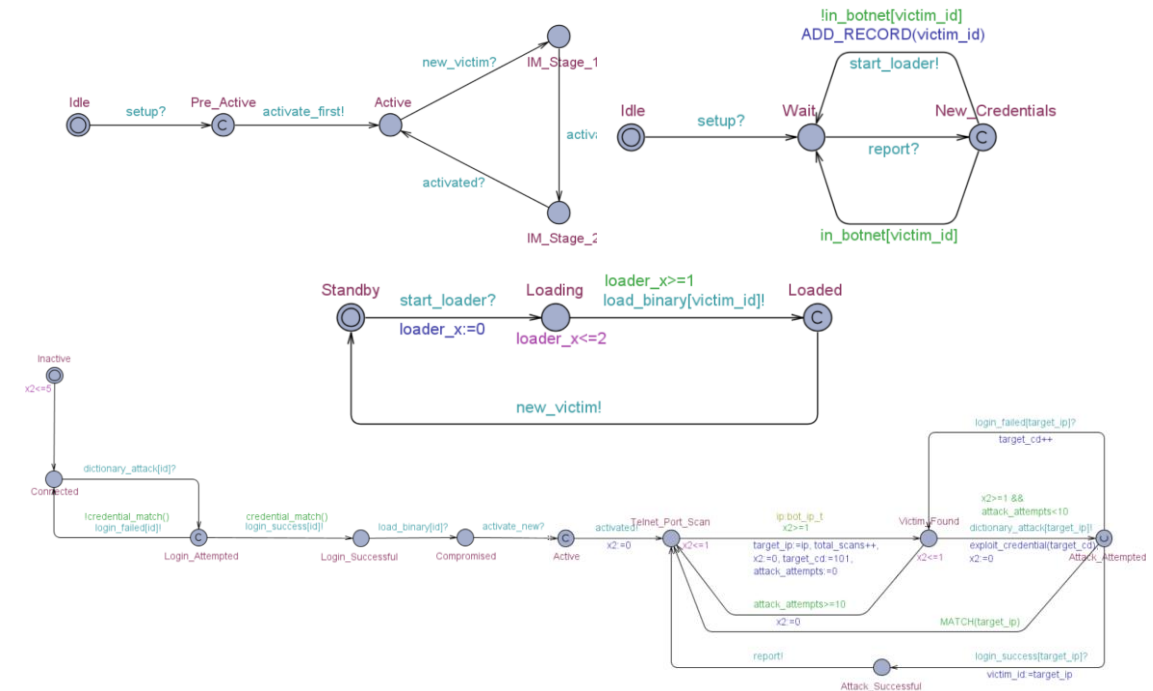 Idle
setup?
Pre_Active
C
activate_first!
Active
new_victim?
IM_Stage_1
activa
activated?
IM_Stage_2
!in_botnet[victim_id]
ADD_RECORD(victim_id)
start_loader!
Idle
setup?
Wait
New_Credentials
C
report?
in_botnet[victim_id]
Standby
start_loader?
loader_x:=0
Loading
loader_x<=2
loader_x>=1
load_binary[victim_id]!
Loaded
C
new_victim!
Inactive
x2<=5
Connected
dictionary_attack[id]?
!credential_match()
login_failed[id]!
C
Login_Attempted
credential_match()
login_success[id]!
Login_Successful
load_binary[id]?
Compromised
activate_new?
C
Active
activated!
x2:=0
Telnet_Port_Scan
x2<=1
ip:bot_ip_t
x2>=1
target_ip:=ip, total_scans++,
x2:=0, target_cd:=101,
attack_attempts:=0
Victim_Found
x2<=1
login_failed[target_ip]?
target_cd++
x2>=1 &&
attack_attempts<10
dictionary_attack[target_ip]!
exploit_credential(target_cd),
x2:=0
Attack_Attempted
attack_attempts>=10
x2:=0
MATCH(target_ip)
report!
Attack_Successful
login_success[target_ip]?
victim_id:=target_ip